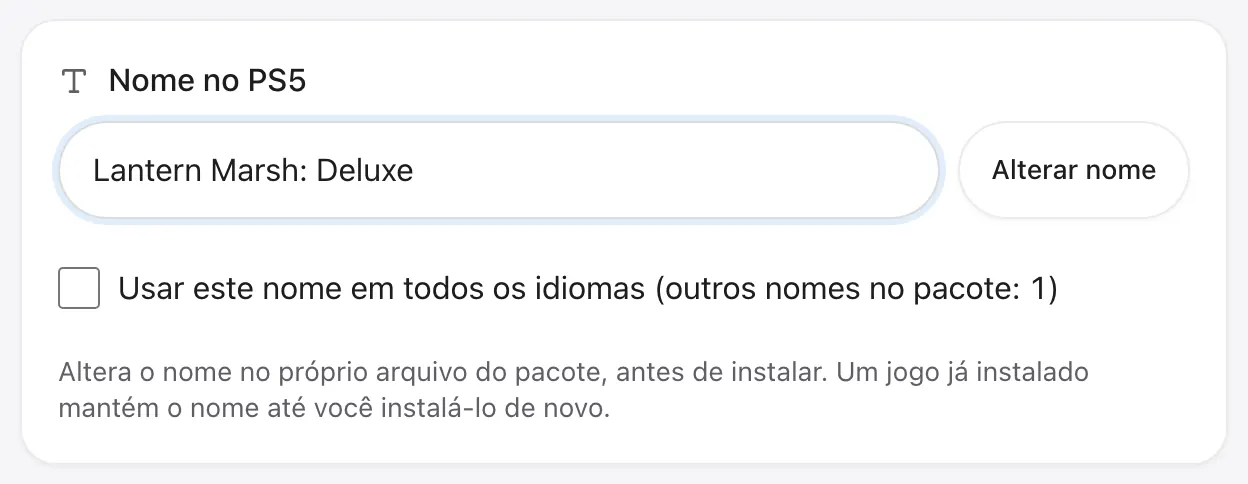 Nome no PS5
Lantern Marsh: Deluxe
Alterar nome
Usar este nome em todos os idiomas (outros nomes no pacote: 1)
Altera o nome no próprio arquivo do pacote, antes de instalar. Um jogo já instalado
mantém o nome até você instalá-lo de novo.